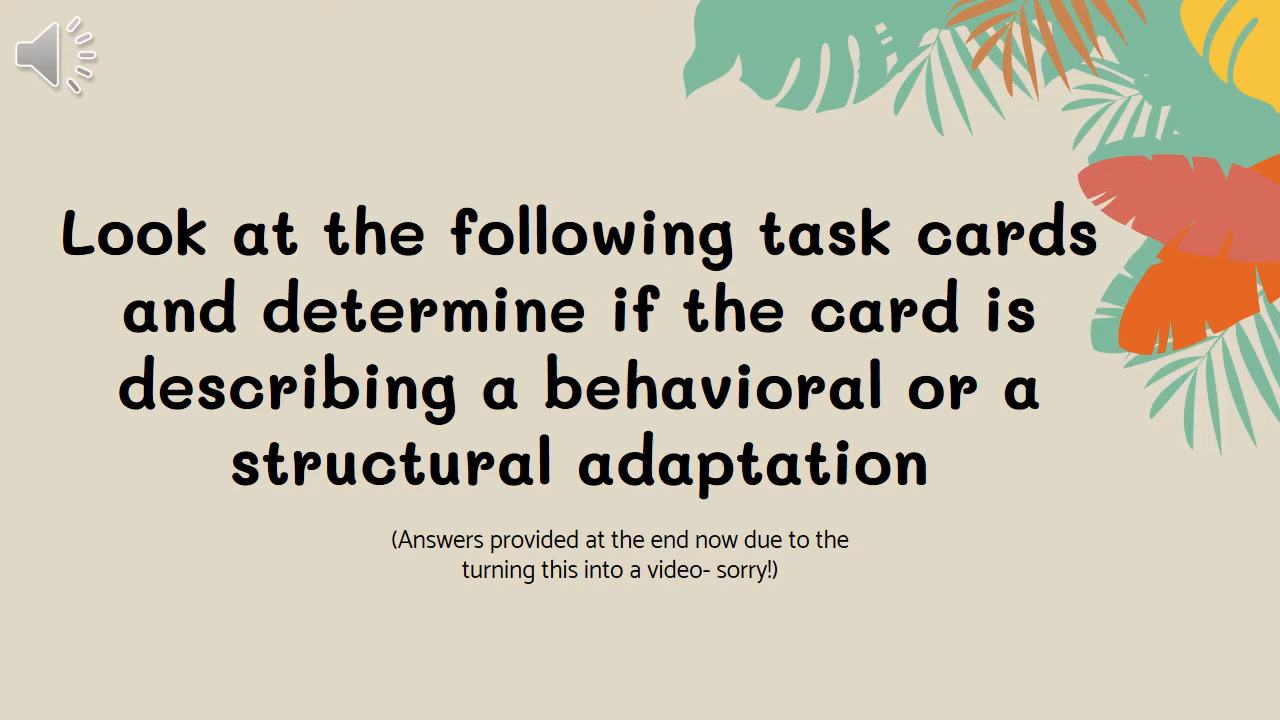 Look at the following task cards
and determine if the card is
describing a behavioral or a
structural adaptation
(Answers provided at the end now due to the
turning this into a video- sorry!)